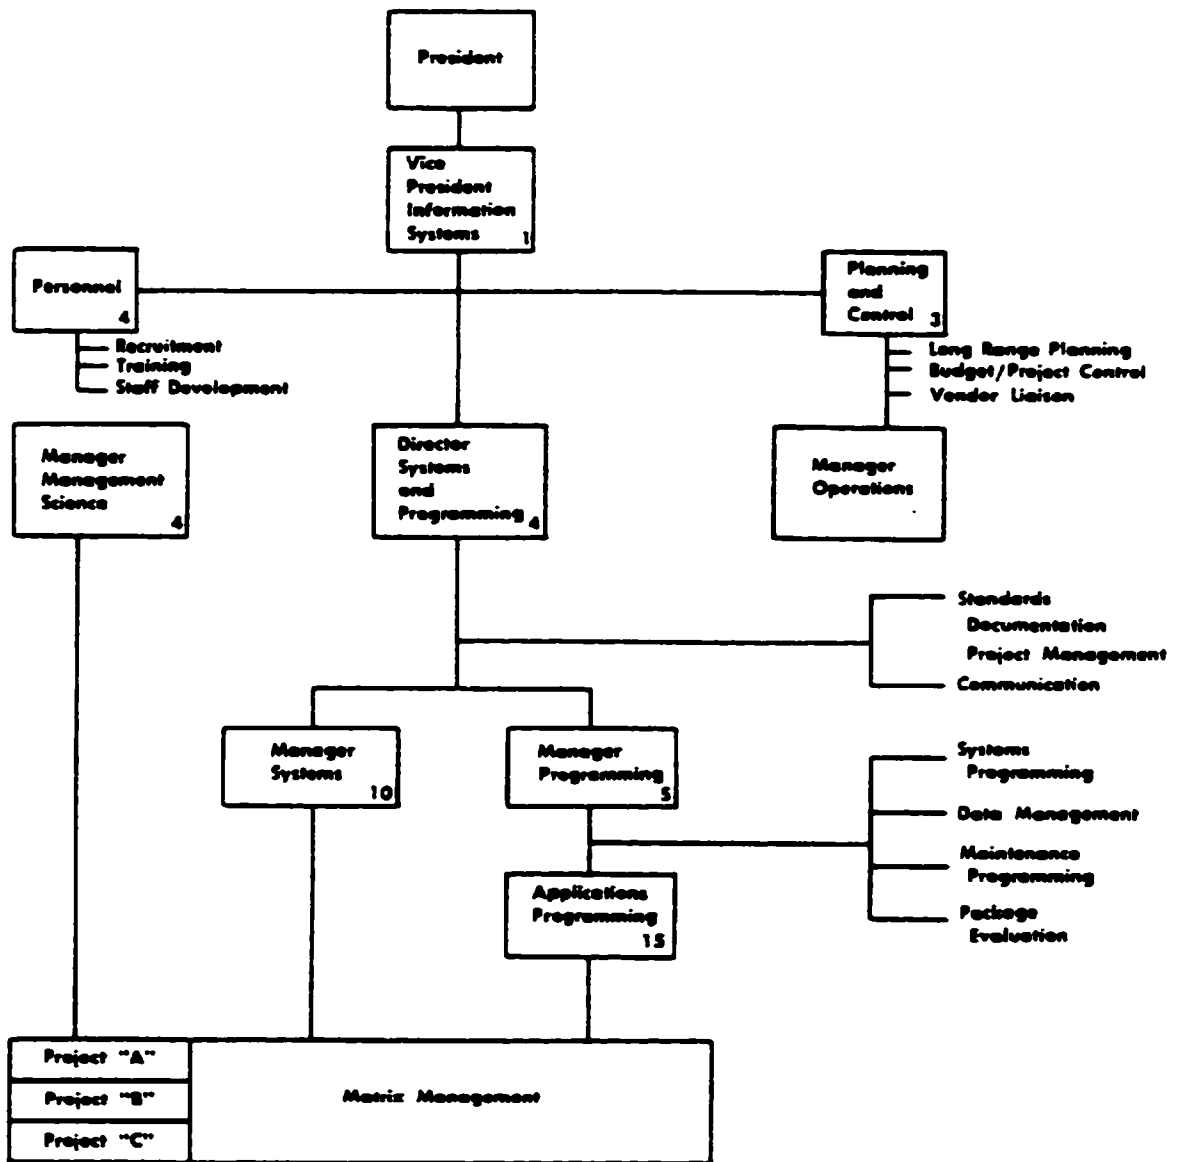 President
Vice
President
Information
Systems
1
Personnel
4
Recruitment
Training
Staff Development
Planning
and
Control
3
Long Range Planning
Budget/Project Control
Vendor Liaison
Manager
Management
Science
4
Director
Systems
and
Programming
4
Manager
Operations
Standards
Documentation
Project Management
Communication
Manager
Systems
10
Manager
Programming
5
Systems
Programming
Data Management
Maintenance
Programming
Package
Evaluation
Applications
Programming
15
Project "A"
Project "B"
Project "C"
Matrix Management